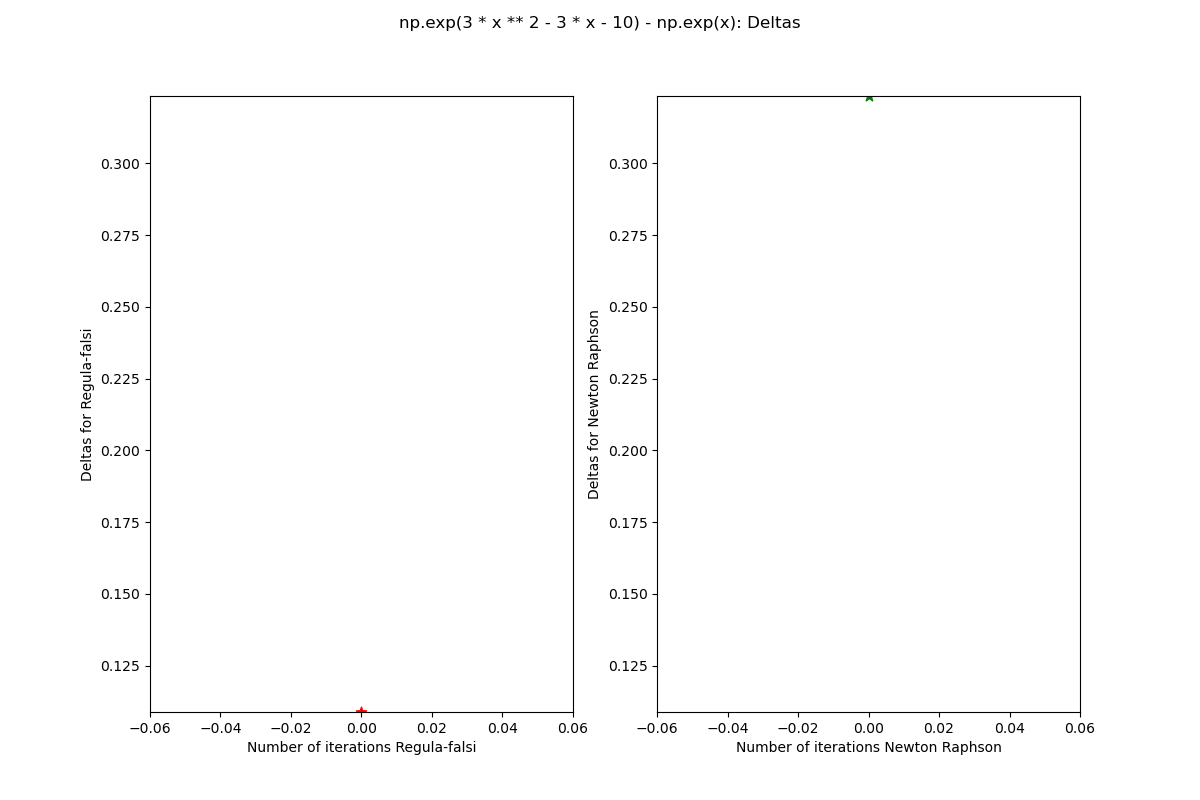 np.exp(3 * x ** 2 - 3 * x - 10) - np.exp(x): Deltas
Deltas for Regula-falsi
0.300
0.275
0.250
0.225
0.200
0.175
0.150
0.125
−0.06 −0.04 −0.02 0.00 0.02 0.04 0.06
Number of iterations Regula-falsi
Deltas for Newton Raphson
0.300
0.275
0.250
0.225
0.200
0.175
0.150
0.125
−0.06 −0.04 −0.02 0.00 0.02 0.04 0.06
Number of iterations Newton Raphson